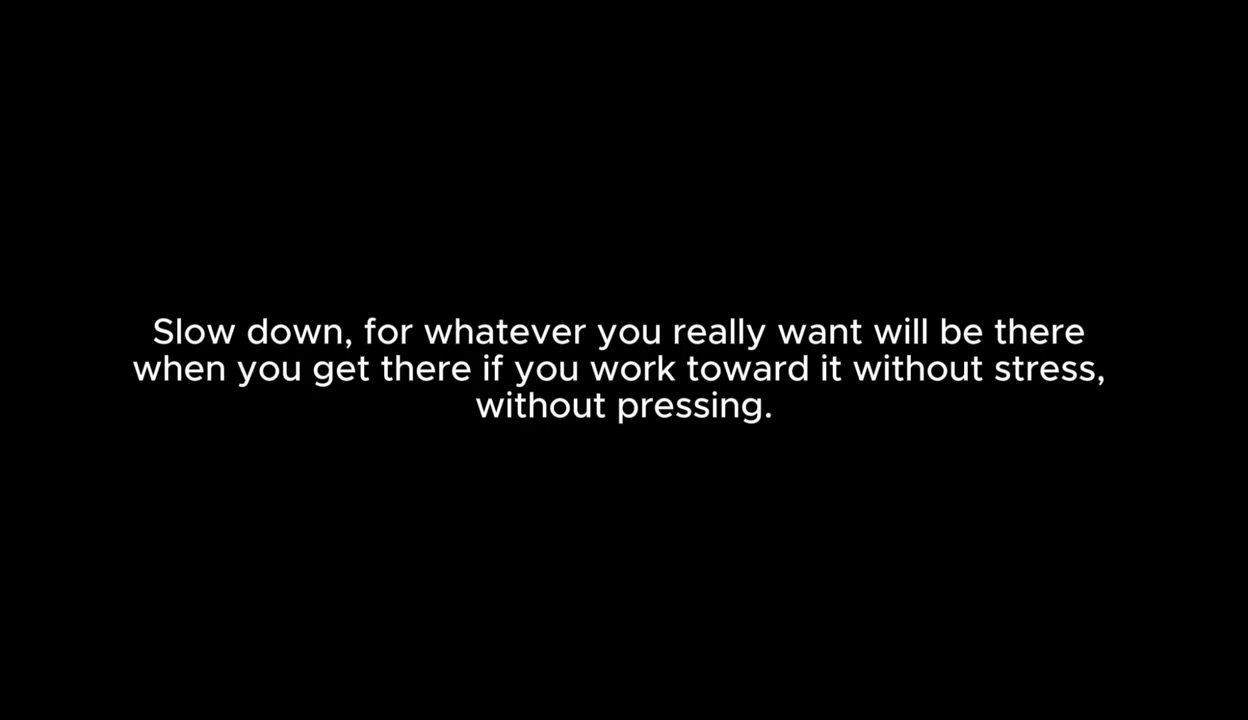 Slow down, for whatever you really want will be there
when you get there if you work toward it without stress,
without pressing.